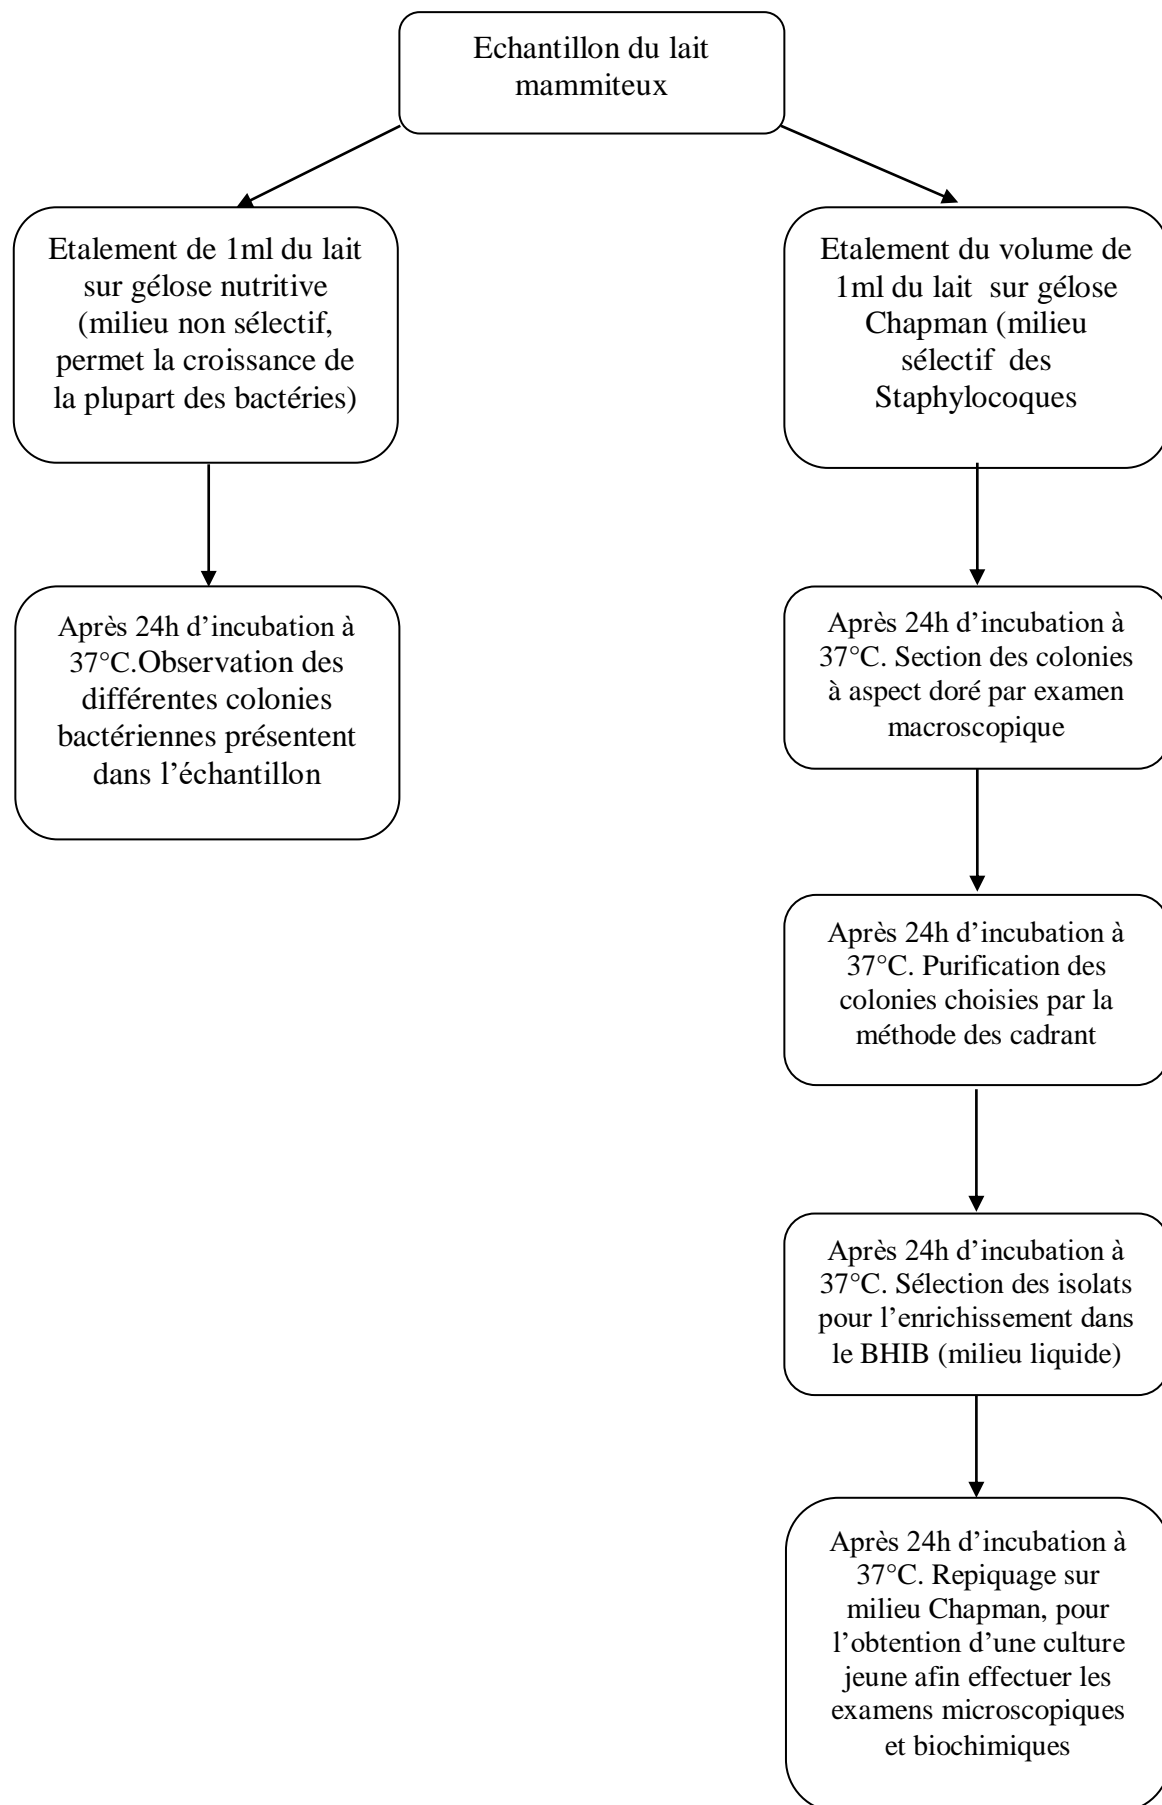 Echantillon du lait
mammiteux
Etalement de 1ml du lait
sur gélose nutritive
(milieu non sélectif,
permet la croissance de
la plupart des bactéries)
Après 24h d’incubation à
37°C.Observation des
différentes colonies
bactériennes présentent
dans l’échantillon
Etalement du volume de
1ml du lait  sur gélose
Chapman (milieu
sélectif  des
Staphylocoques
Après 24h d’incubation à
37°C. Section des colonies
à aspect doré par examen
macroscopique
Après 24h d’incubation à
37°C. Purification des
colonies choisies par la
méthode des cadrant
Après 24h d’incubation à
37°C. Sélection des isolats
pour l’enrichissement dans
le BHIB (milieu liquide)
Après 24h d’incubation à
37°C. Repiquage sur
milieu Chapman, pour
l’obtention d’une culture
jeune afin effectuer les
examens microscopiques
et biochimiques